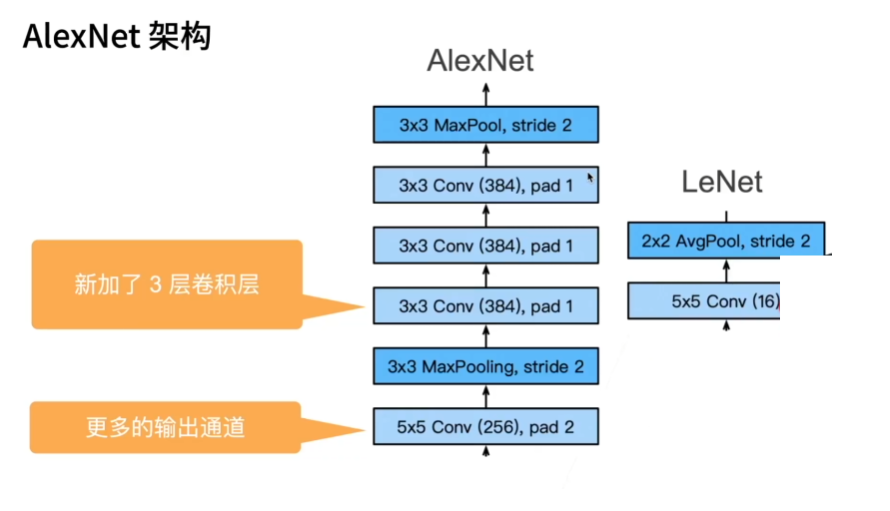 AlexNet 架构
AlexNet
3x3 MaxPool, stride 2
3x3 Conv (384), pad 1
3x3 Conv (384), pad 1
新加了 3 层卷积层
3x3 Conv (384), pad 1
3x3 MaxPooling, stride 2
更多的输出通道
5x5 Conv (256), pad 2
LeNet
2x2 AvgPool, stride 2
5x5 Conv (16)